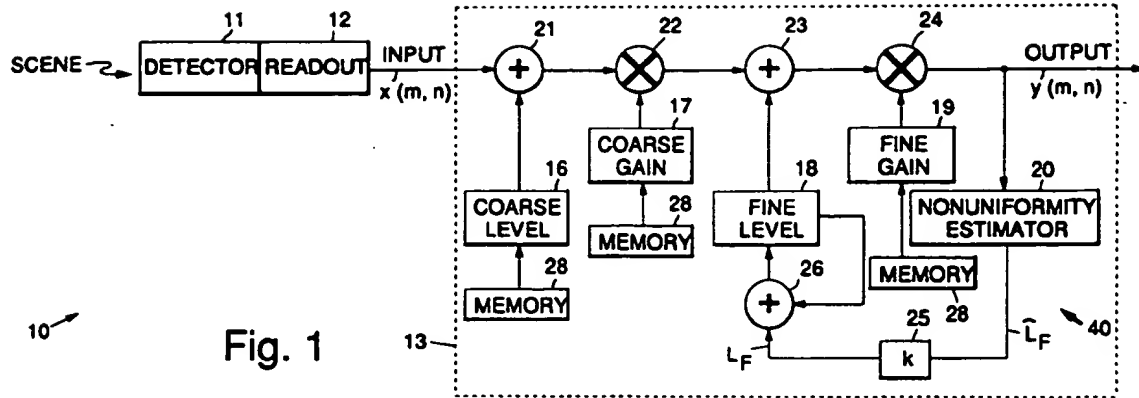 11
12
21
22
23
24
SCENE
DETECTOR
READOUT
INPUT
x (m, n)
OUTPUT
y (m, n)
17
COARSE
GAIN
19
FINE
GAIN
16
COARSE
LEVEL
18
FINE
LEVEL
20
NONUNIFORMITY
ESTIMATOR
28
MEMORY
28
MEMORY
26
MEMORY
28
10
Fig. 1
13
L_F
25
k
L̂_F
40